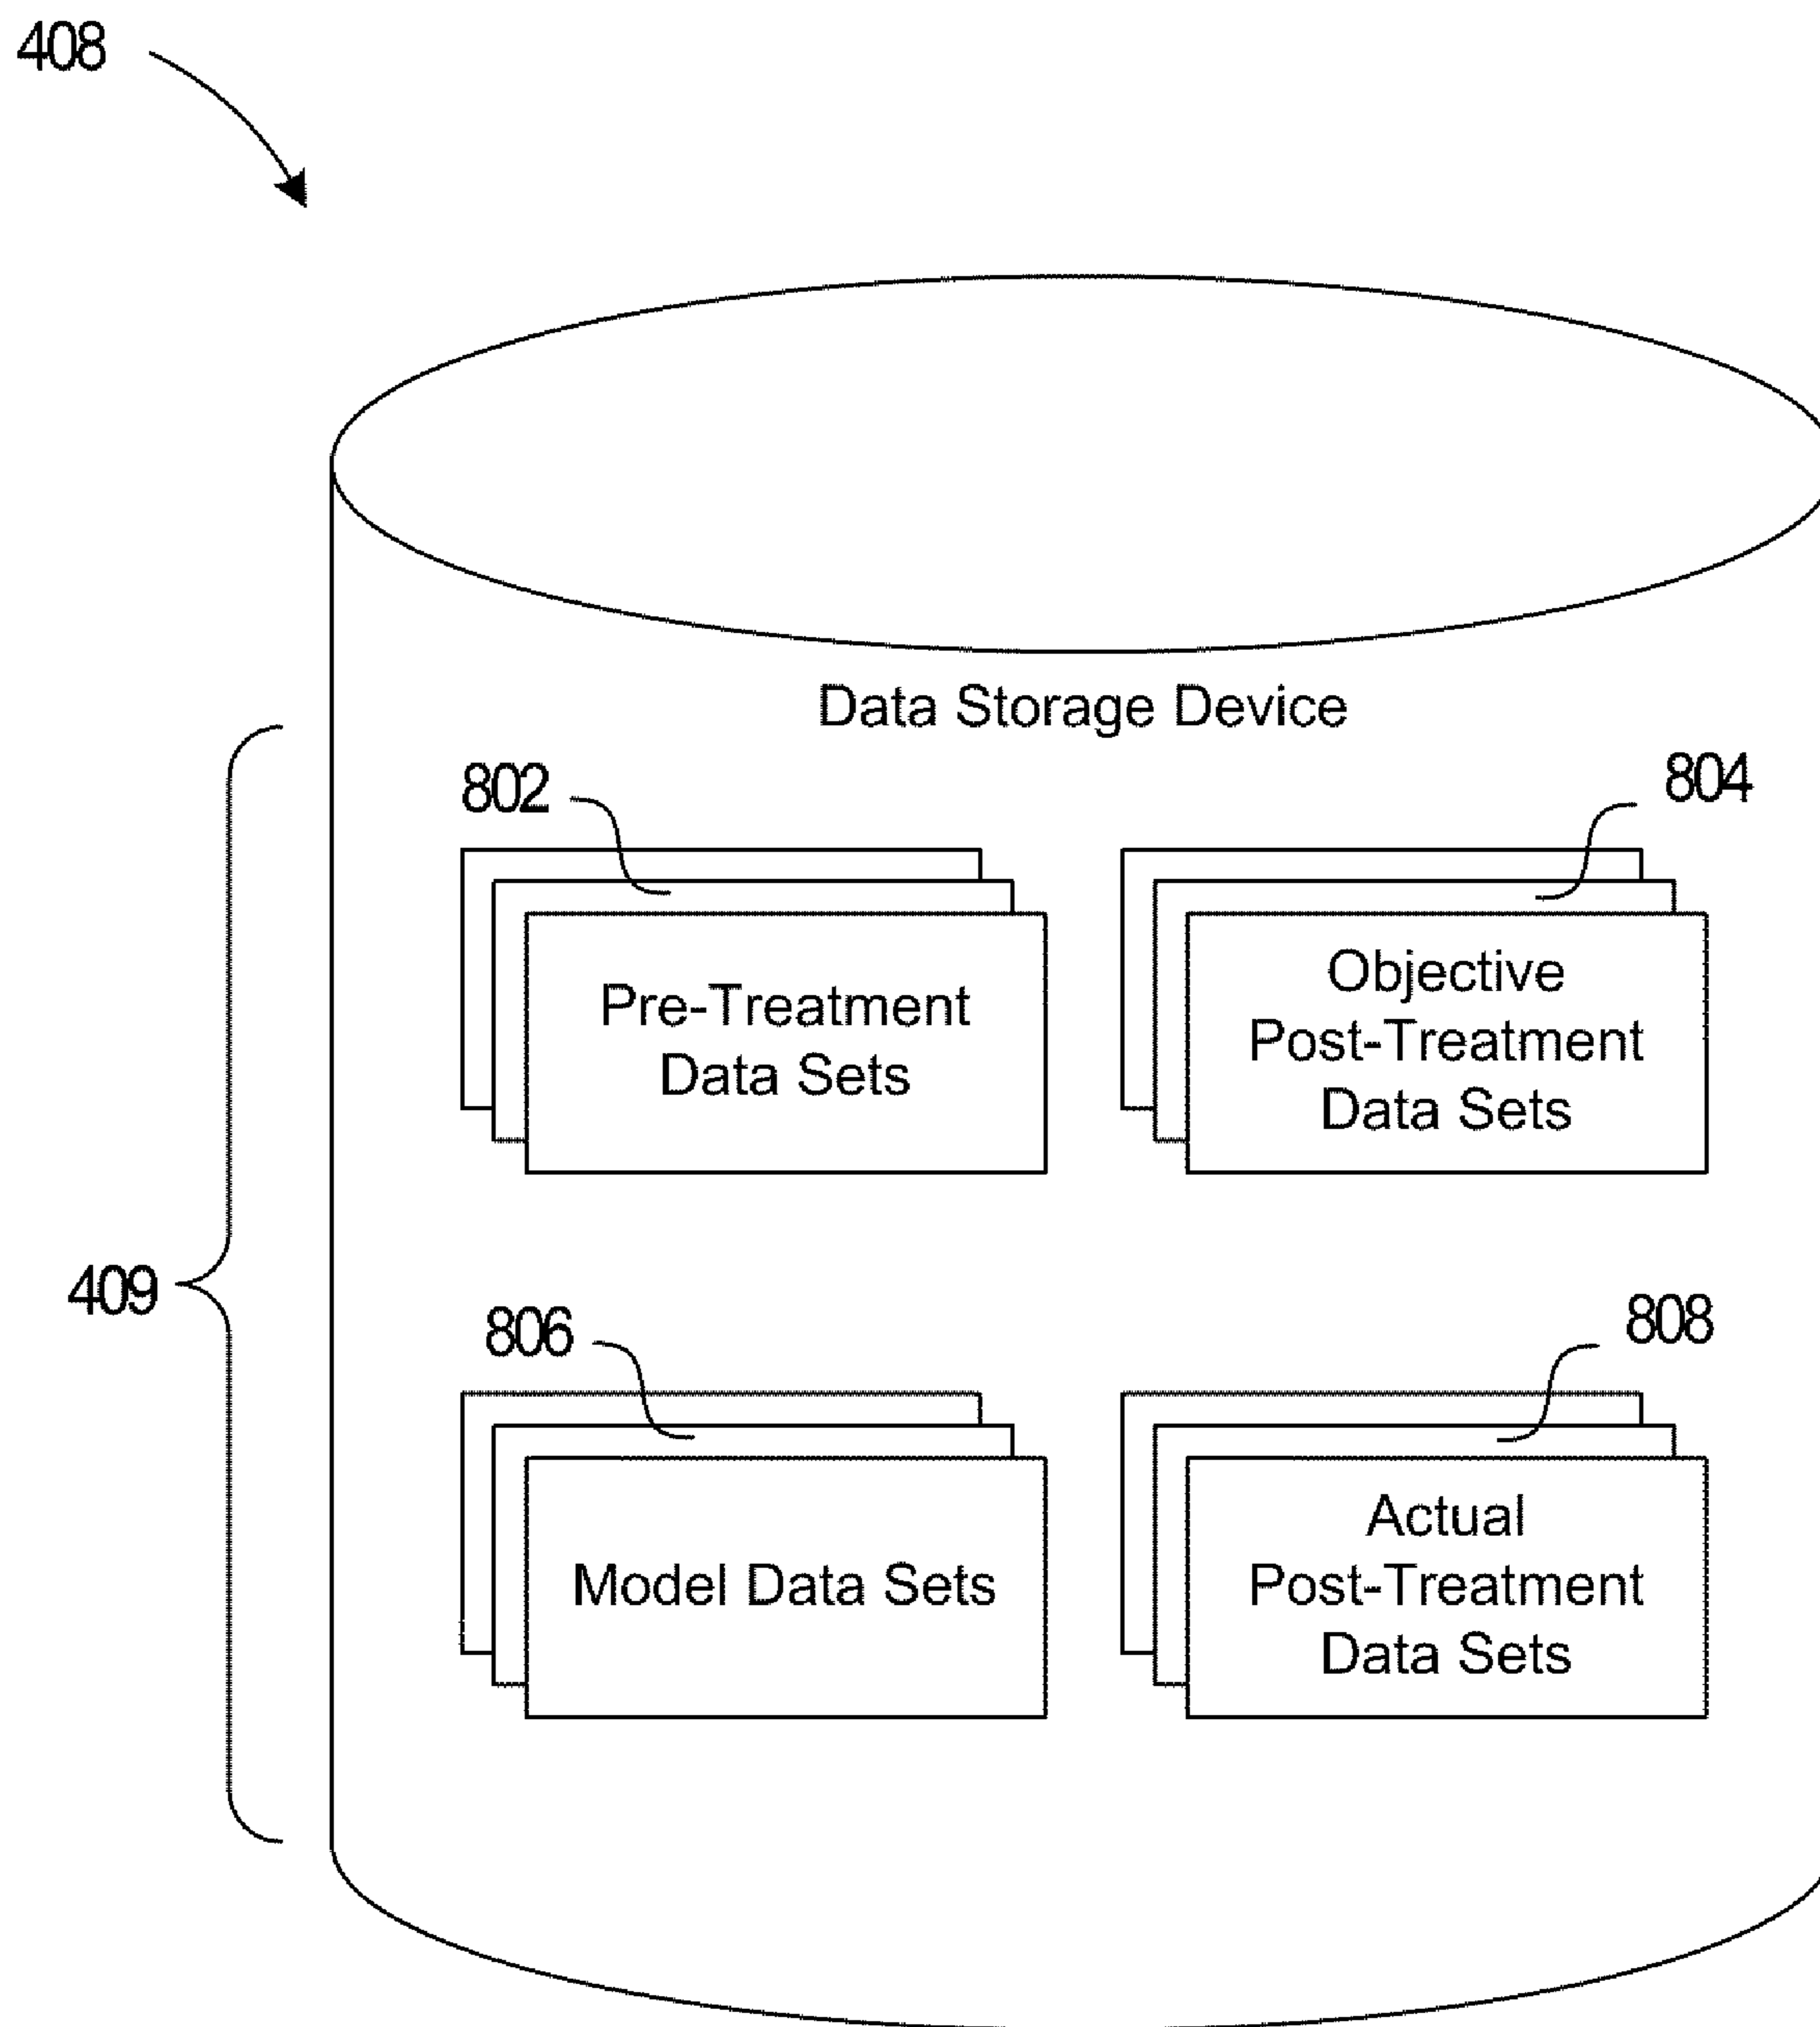 408
Data Storage Device
802
804
Pre-Treatment
Data Sets
Objective
Post-Treatment
Data Sets
409
806
808
Model Data Sets
Actual
Post-Treatment
Data Sets